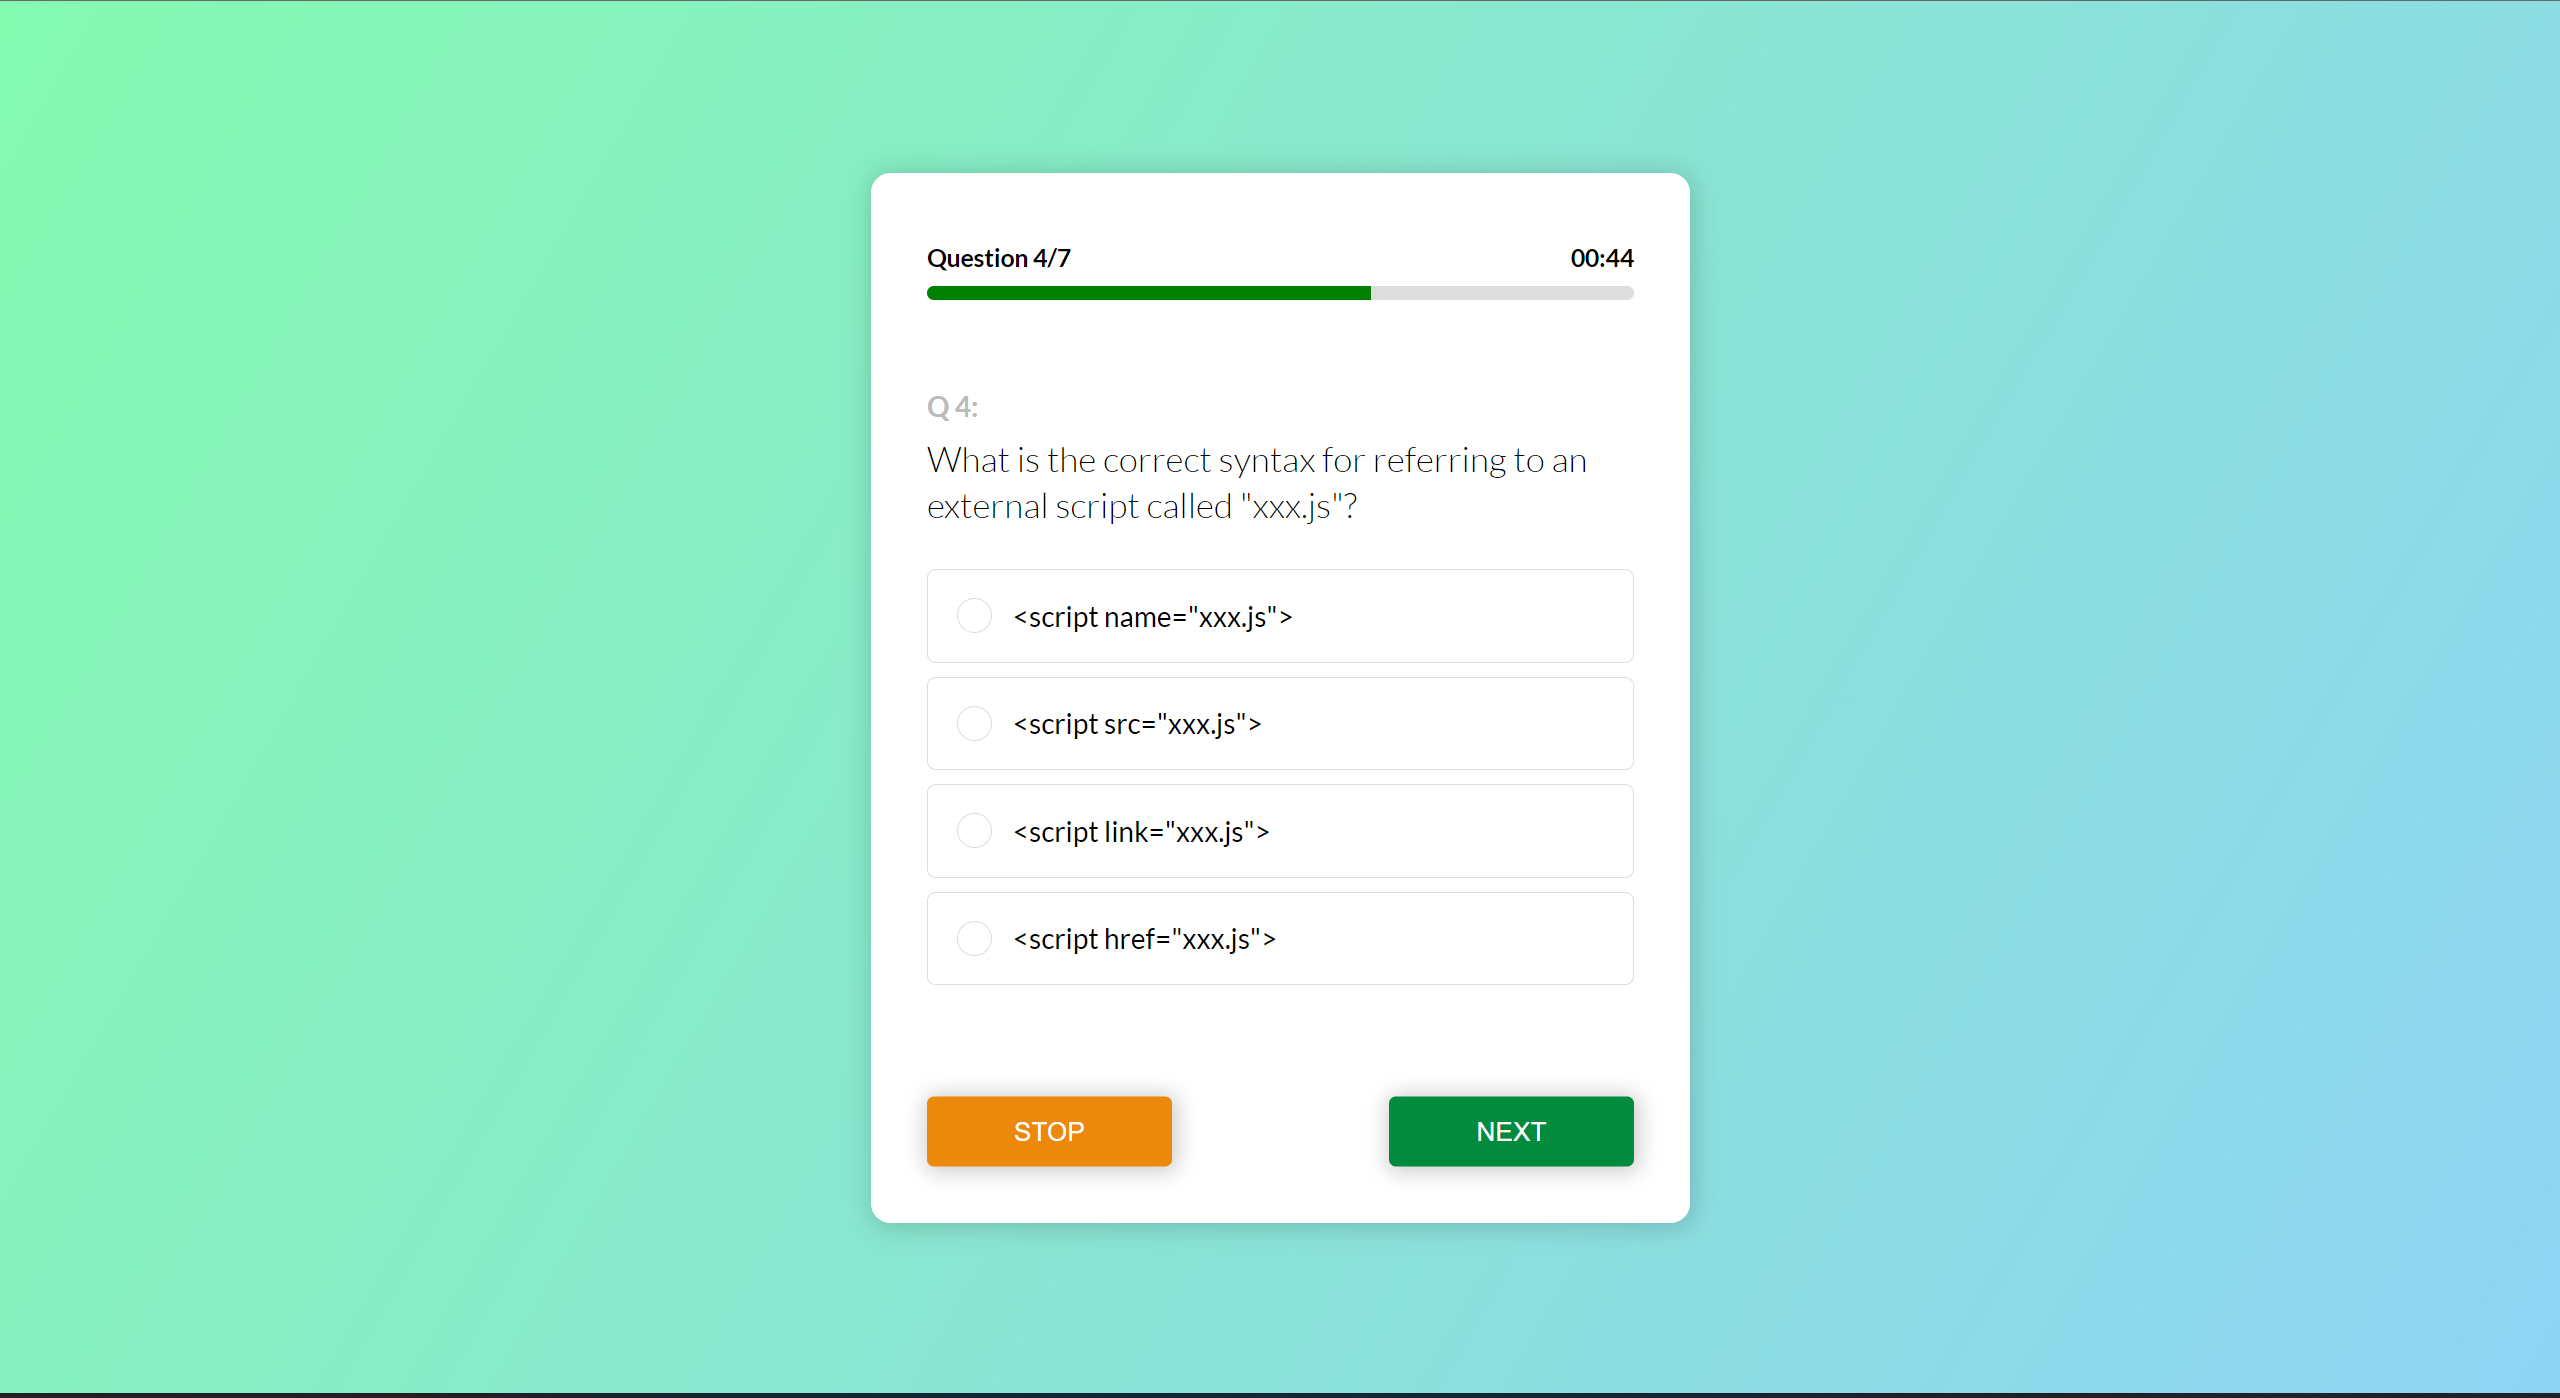 Question 4/7 00:44
Q 4:
What is the correct syntax for referring to an
external script called "xxx.js"?
<script name="xxx.js">
<script src="xxx.js">
<script link="xxx.js">
<script href="xxx.js">
STOP NEXT